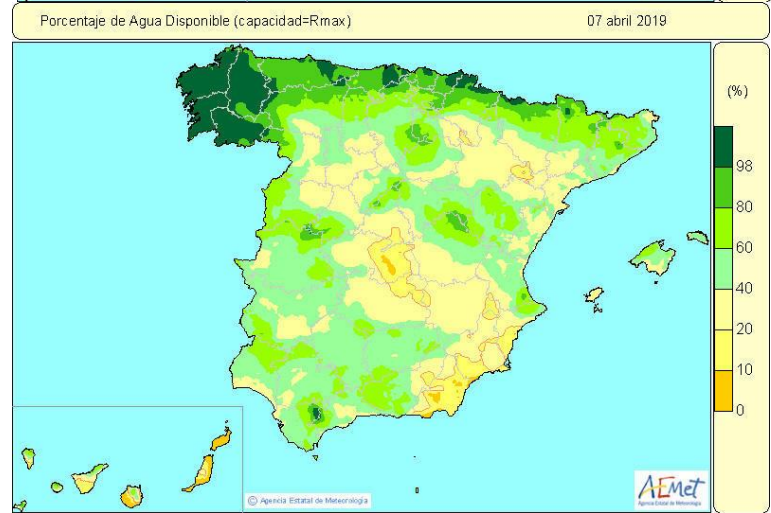 Porcentaje de Agua Disponible (capacidad=Rmax) 07 abril 2019
(%)
98
80
60
40
20
10
0
© Agencia Estatal de Meteorología
AEMet
Agencia Estatal de Meteorología